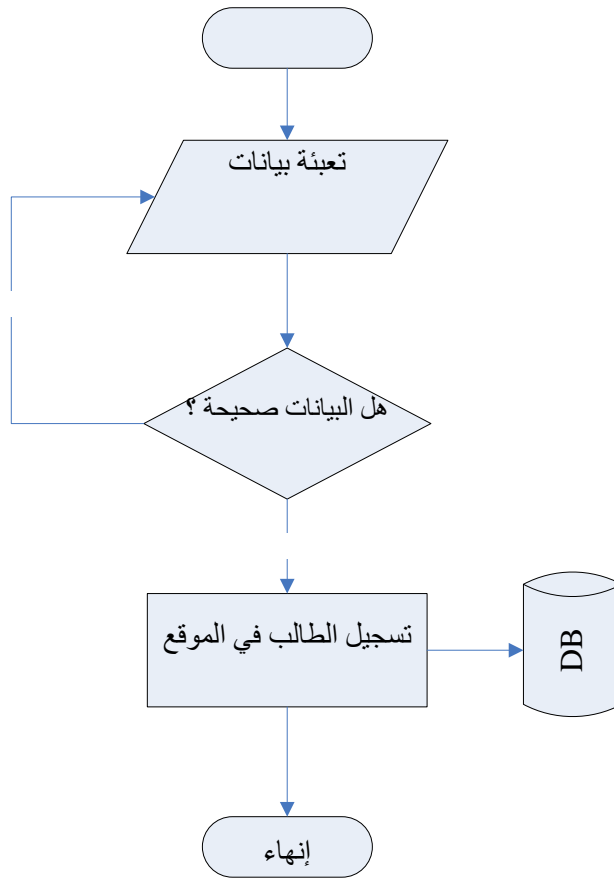 تعبئة بيانات
هل البيانات صحيحة ؟
تسجيل الطالب في الموقع
DB
إنهاء